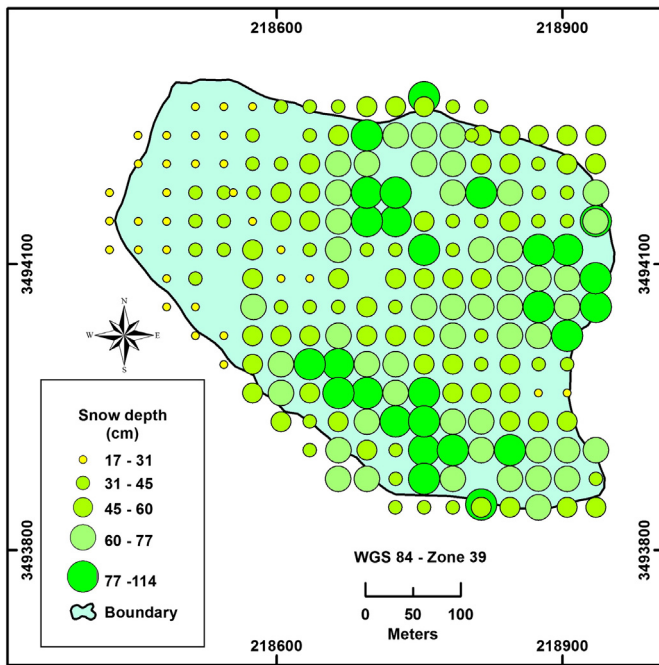 218600 218900
3494100 3494100
N
W E
S
Snow depth
(cm)
17 - 31
31 - 45
45 - 60
60 - 77
77 -114
Boundary
3493800 3493800
WGS 84 - Zone 39
0 50 100
Meters
218600 218900